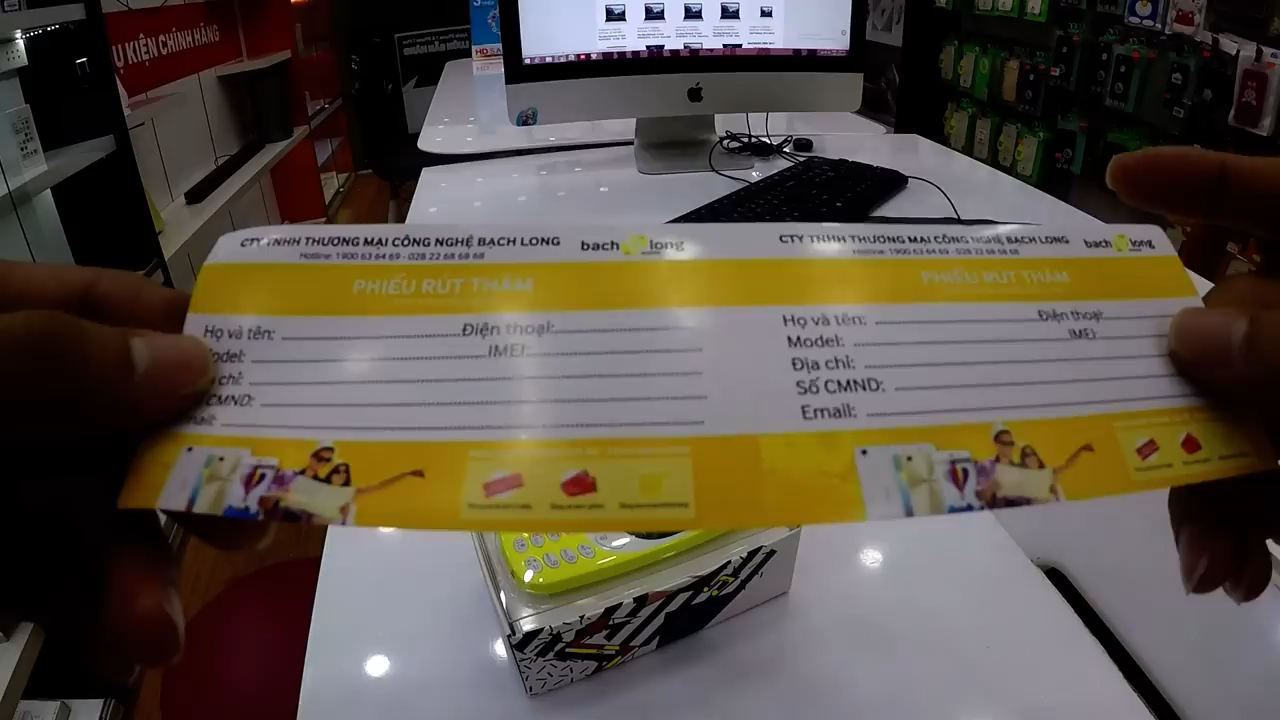 Ụ KIỆN CHÍNH HÃNG
CTY TNHH THƯƠNG MẠI CÔNG NGHỆ BẠCH LONG
Hotline: 1900 63 64 69 - 028 22 68 68 68
bach long
PHIẾU RÚT THĂM
Họ và tên: Điện thoại:
odel: IMEI:
chỉ:
CMND:
ail:
CTY TNHH THƯƠNG MẠI CÔNG NGHỆ BẠCH LONG
Hotline: 1900 63 64 69 - 028 22 68 68 68
bach long
PHIẾU RÚT THĂM
Họ và tên: Điện thoại:
Model: IMEI:
Địa chỉ:
Số CMND:
Email: